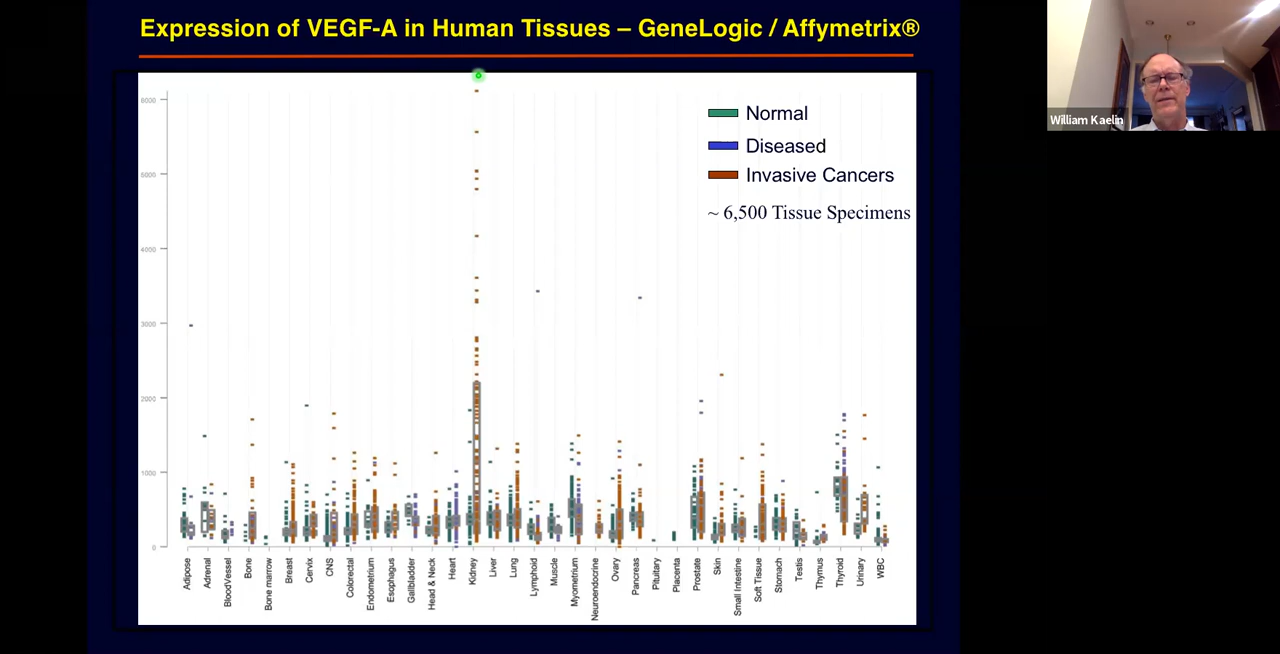 Expression of VEGF-A in Human Tissues – GeneLogic / Affymetrix®
William Kaelin
Normal
Diseased
Invasive Cancers
~ 6,500 Tissue Specimens
6000
5000
4000
3000
2000
1000
0
Adipose
Adrenal
BloodVessel
Bone
Bone marrow
Breast
Cervix
CNS
Colorectal
Endometrium
Esophagus
Gallbladder
Head & Neck
Heart
Kidney
Liver
Lung
Lymphoid
Muscle
Myometrium
Neuroendocrine
Ovary
Pancreas
Pituitary
Placenta
Prostate
Skin
Small Intestine
Soft Tissue
Stomach
Testis
Thymus
Thyroid
Urinary
WBC